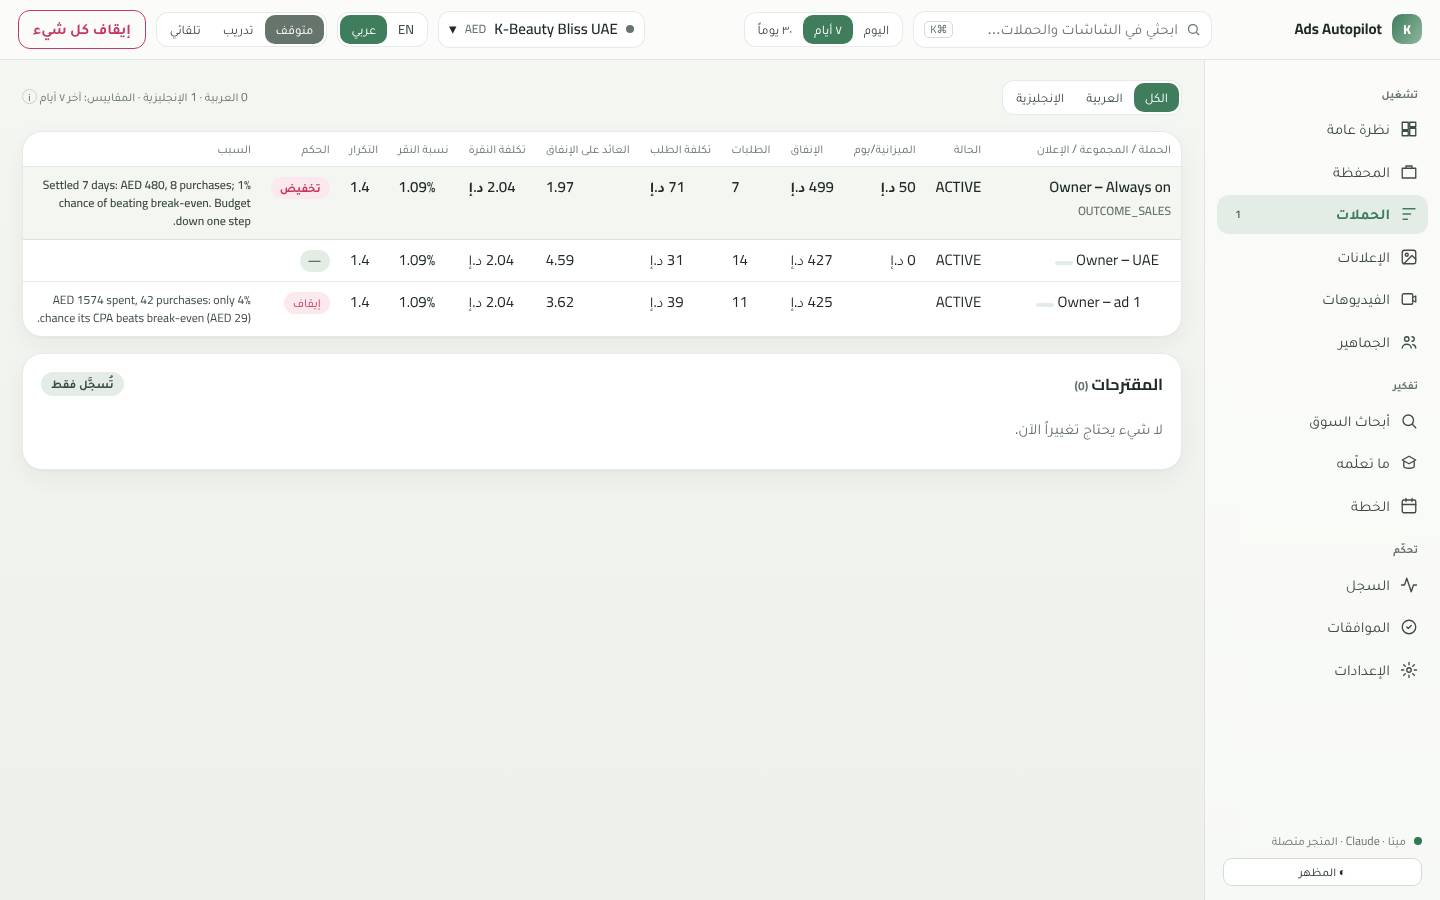 K Ads Autopilot
ابحثي في الشاشات والحملات... K⌘
اليوم ٧ أيام ٣٠ يوماً
K-Beauty Bliss UAE AED ▼
EN عربي
متوقف تدريب تلقائي
إيقاف كل شيء
تشغيل
نظرة عامة
المحفظة
الحملات 1
الإعلانات
الفيديوهات
الجماهير
تفكير
أبحاث السوق
ما تعلّمه
الخطة
تحكّم
السجل
الموافقات
الإعدادات
ميتا · Claude · المتجر متصلة
المظهر
الكل العربية الإنجليزية
0 العربية · 1 الإنجليزية · المقاييس: آخر ٧ أيام i
الحملة / المجموعة / الإعلان الحالة الميزانية/يوم الإنفاق الطلبات تكلفة الطلب العائد على الإنفاق تكلفة النقرة نسبة النقر التكرار الحكم السبب
Owner – Always on ACTIVE 50 د.إ 499 د.إ 7 71 د.إ 1.97 2.04 د.إ 1.09% 1.4 تخفيض
OUTCOME_SALES
Settled 7 days: AED 480, 8 purchases; 1%
chance of beating break-even. Budget
down one step.
Owner – UAE ACTIVE 0 د.إ 427 د.إ 14 31 د.إ 4.59 2.04 د.إ 1.09% 1.4 —
Owner – ad 1 ACTIVE 425 د.إ 11 39 د.إ 3.62 2.04 د.إ 1.09% 1.4 إيقاف
AED 1574 spent, 42 purchases: only 4%
chance its CPA beats break-even (AED 29).
المقترحات (0)
تُسجَّل فقط
لا شيء يحتاج تغييراً الآن.